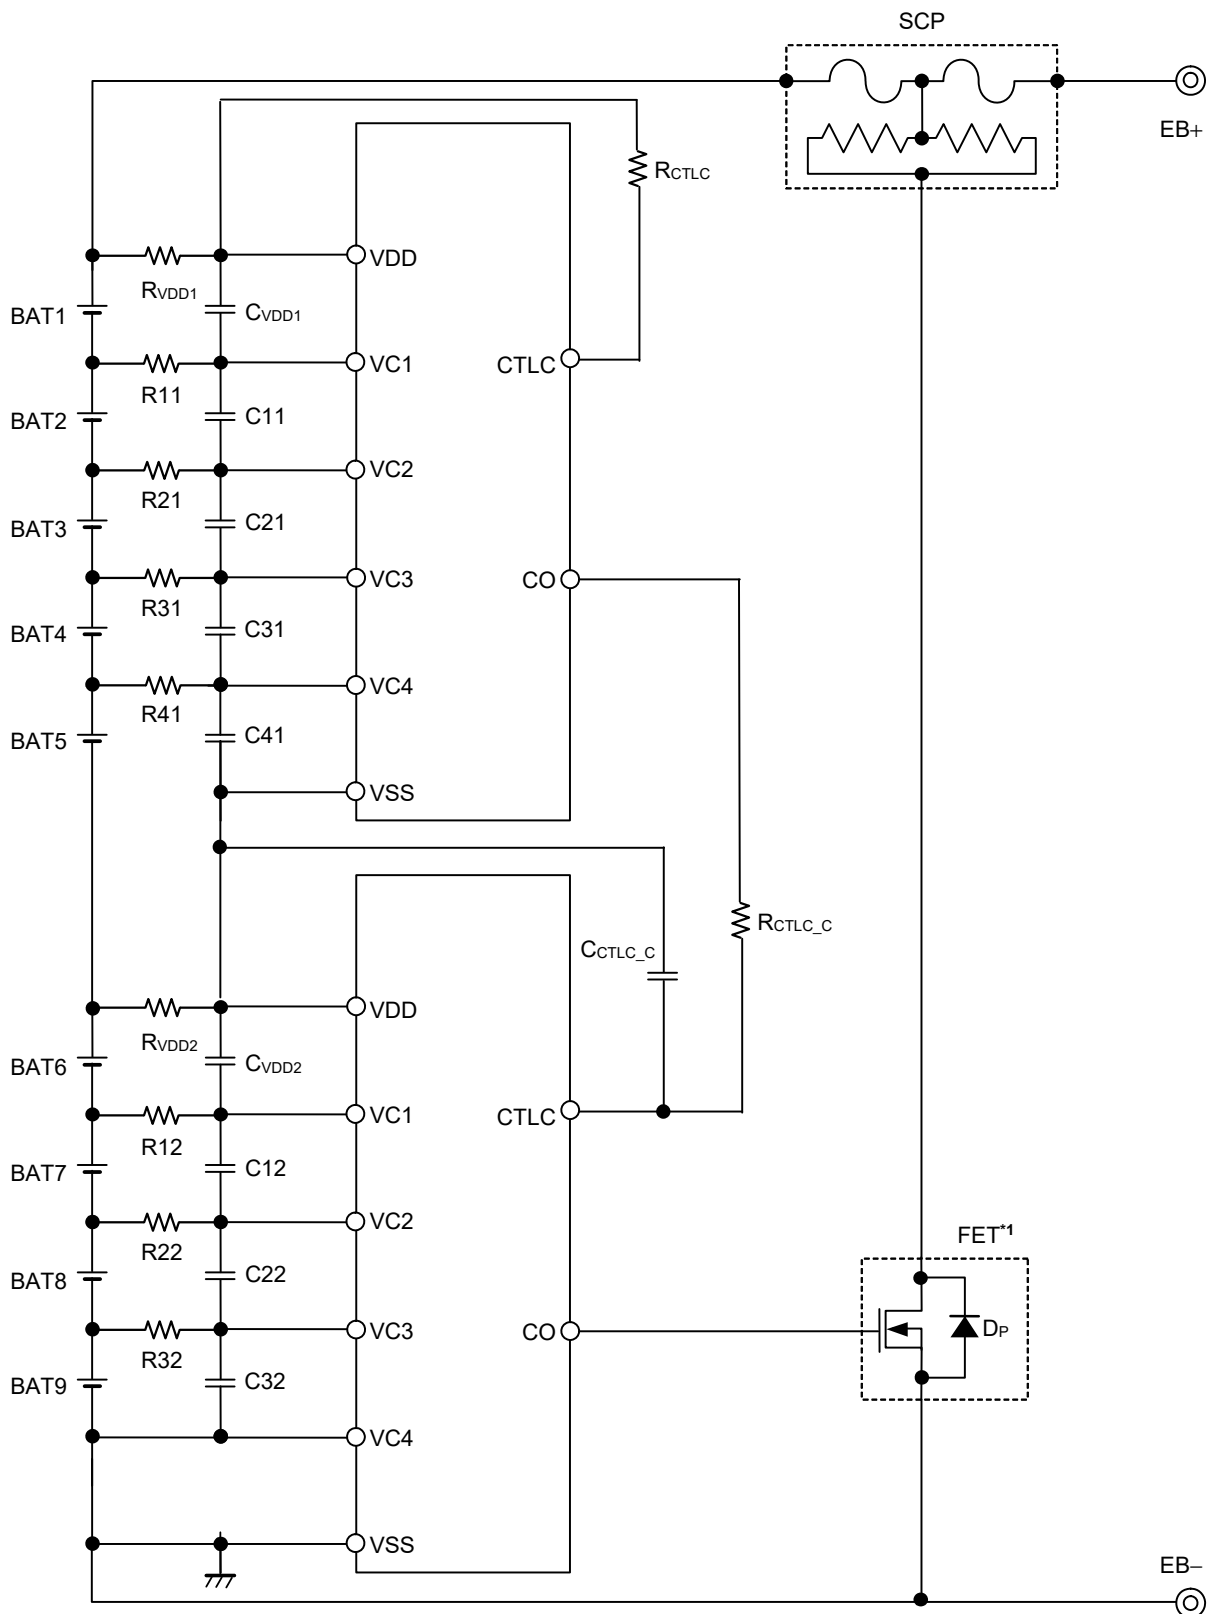 SCP
EB+
RCTLC
VDD
RVDD1
CVDD1
BAT1
VC1
CTLC
R11
C11
BAT2
VC2
R21
C21
BAT3
VC3
CO
R31
C31
BAT4
VC4
R41
C41
BAT5
VSS
RCTLC_C
CCTLC_C
VDD
RVDD2
CVDD2
BAT6
VC1
CTLC
R12
C12
BAT7
VC2
R22
C22
BAT8
FET*1
VC3
CO
DP
R32
C32
BAT9
VC4
VSS
EB−